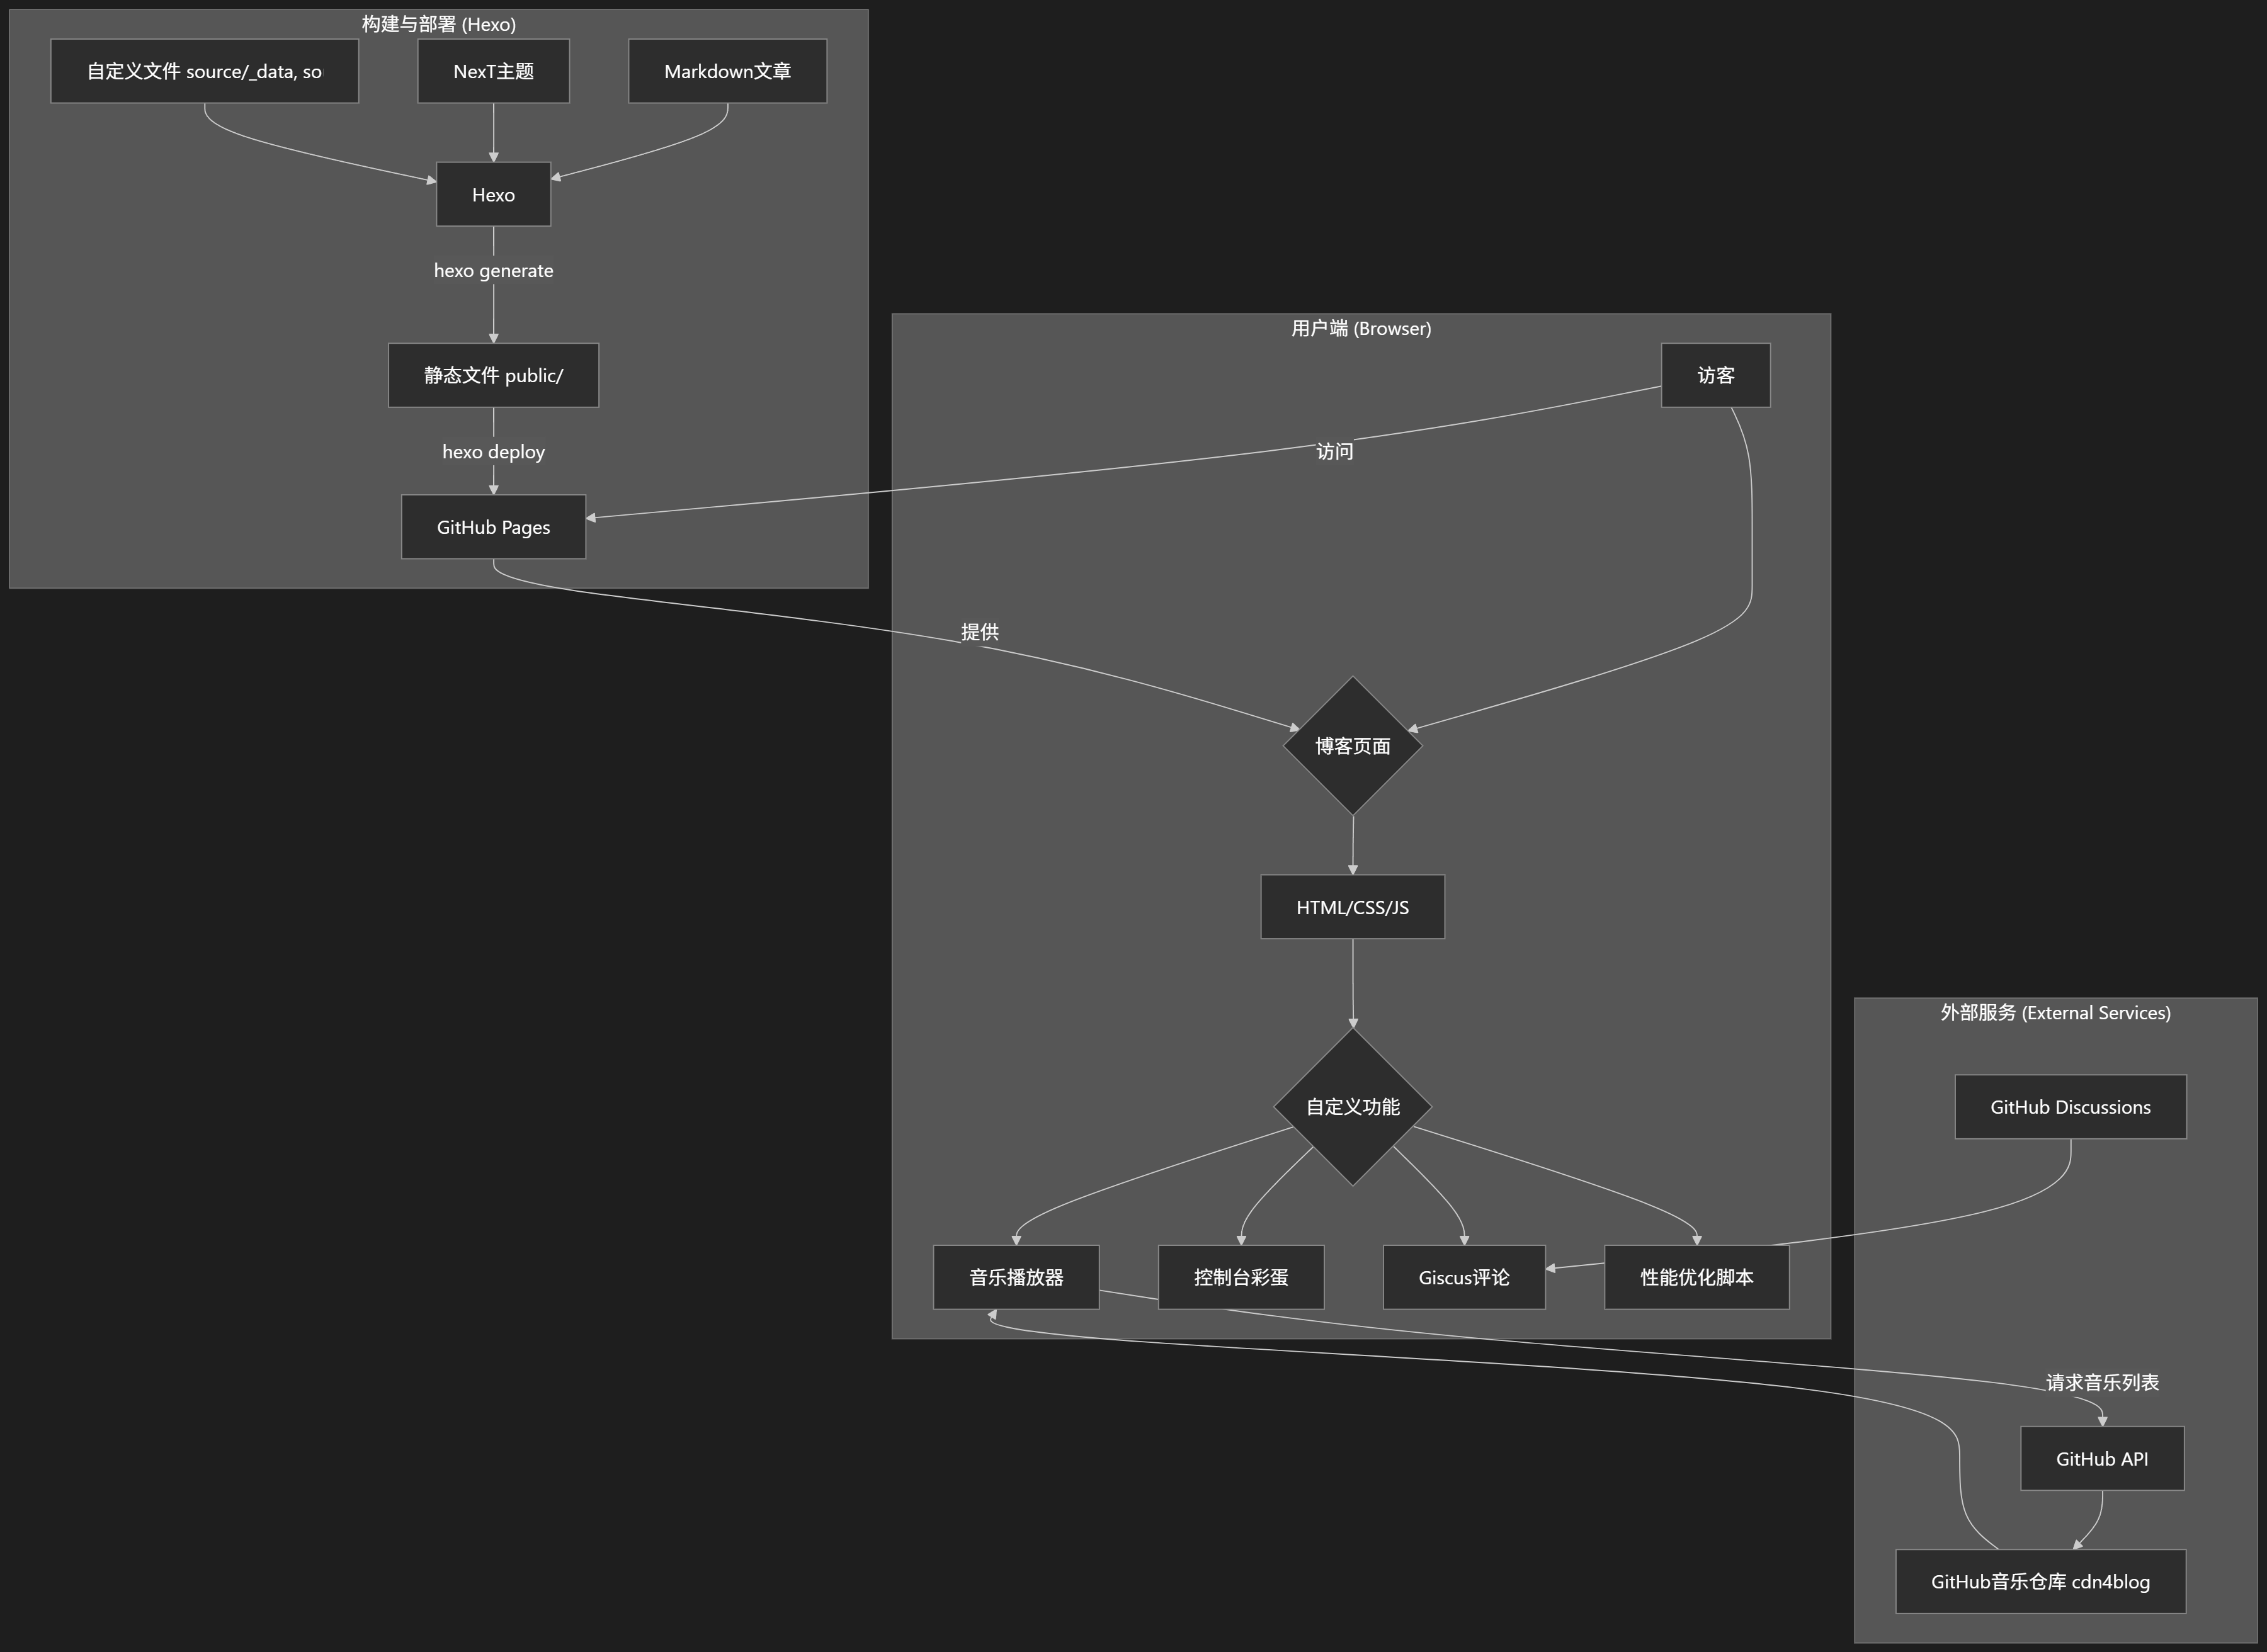 构建与部署 (Hexo)
自定义文件 source/_data, so
NexT主题
Markdown文章
Hexo
hexo generate
静态文件 public/
hexo deploy
GitHub Pages
用户端 (Browser)
访客
访问
提供
博客页面
HTML/CSS/JS
自定义功能
音乐播放器
控制台彩蛋
Giscus评论
性能优化脚本
外部服务 (External Services)
GitHub Discussions
请求音乐列表
GitHub API
GitHub音乐仓库 cdn4blog